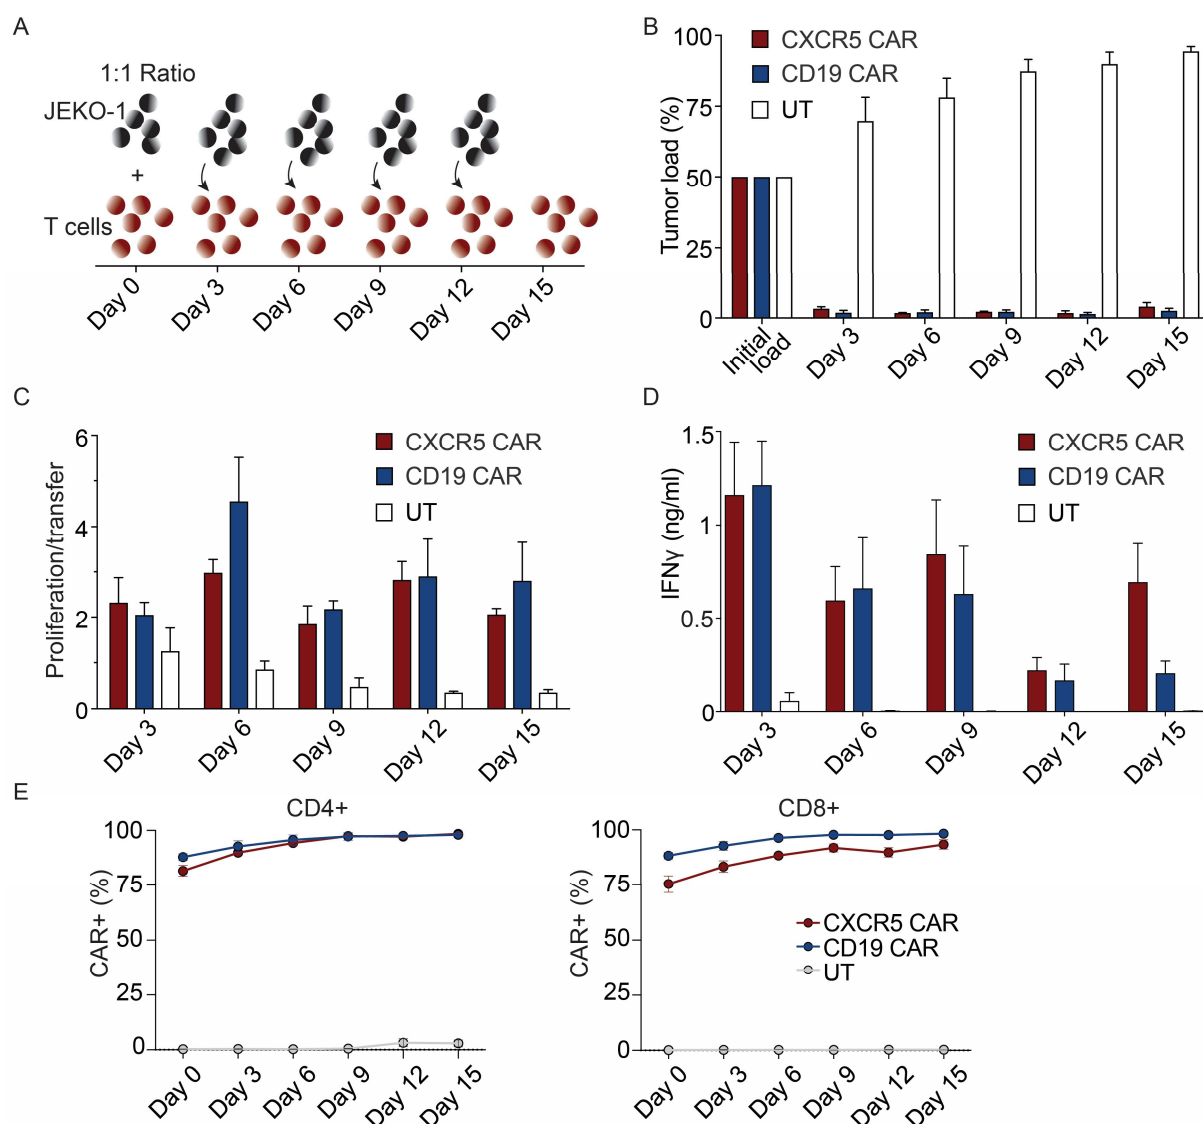 A
1:1 Ratio
JEKO-1
+
T cells
Day 0
Day 3
Day 6
Day 9
Day 12
Day 15
B
Tumor load (%)
100
75
50
25
0
CXCR5 CAR
CD19 CAR
UT
Initial
load
Day 3
Day 6
Day 9
Day 12
Day 15
C
Proliferation/transfer
6
4
2
0
CXCR5 CAR
CD19 CAR
UT
Day 3
Day 6
Day 9
Day 12
Day 15
D
IFNγ (ng/ml)
1.5
1
0.5
0
CXCR5 CAR
CD19 CAR
UT
Day 3
Day 6
Day 9
Day 12
Day 15
E
CD4+
CAR+ (%)
100
75
50
25
0
Day 0
Day 3
Day 6
Day 9
Day 12
Day 15
CD8+
CAR+ (%)
100
75
50
25
0
CXCR5 CAR
CD19 CAR
UT
Day 0
Day 3
Day 6
Day 9
Day 12
Day 15